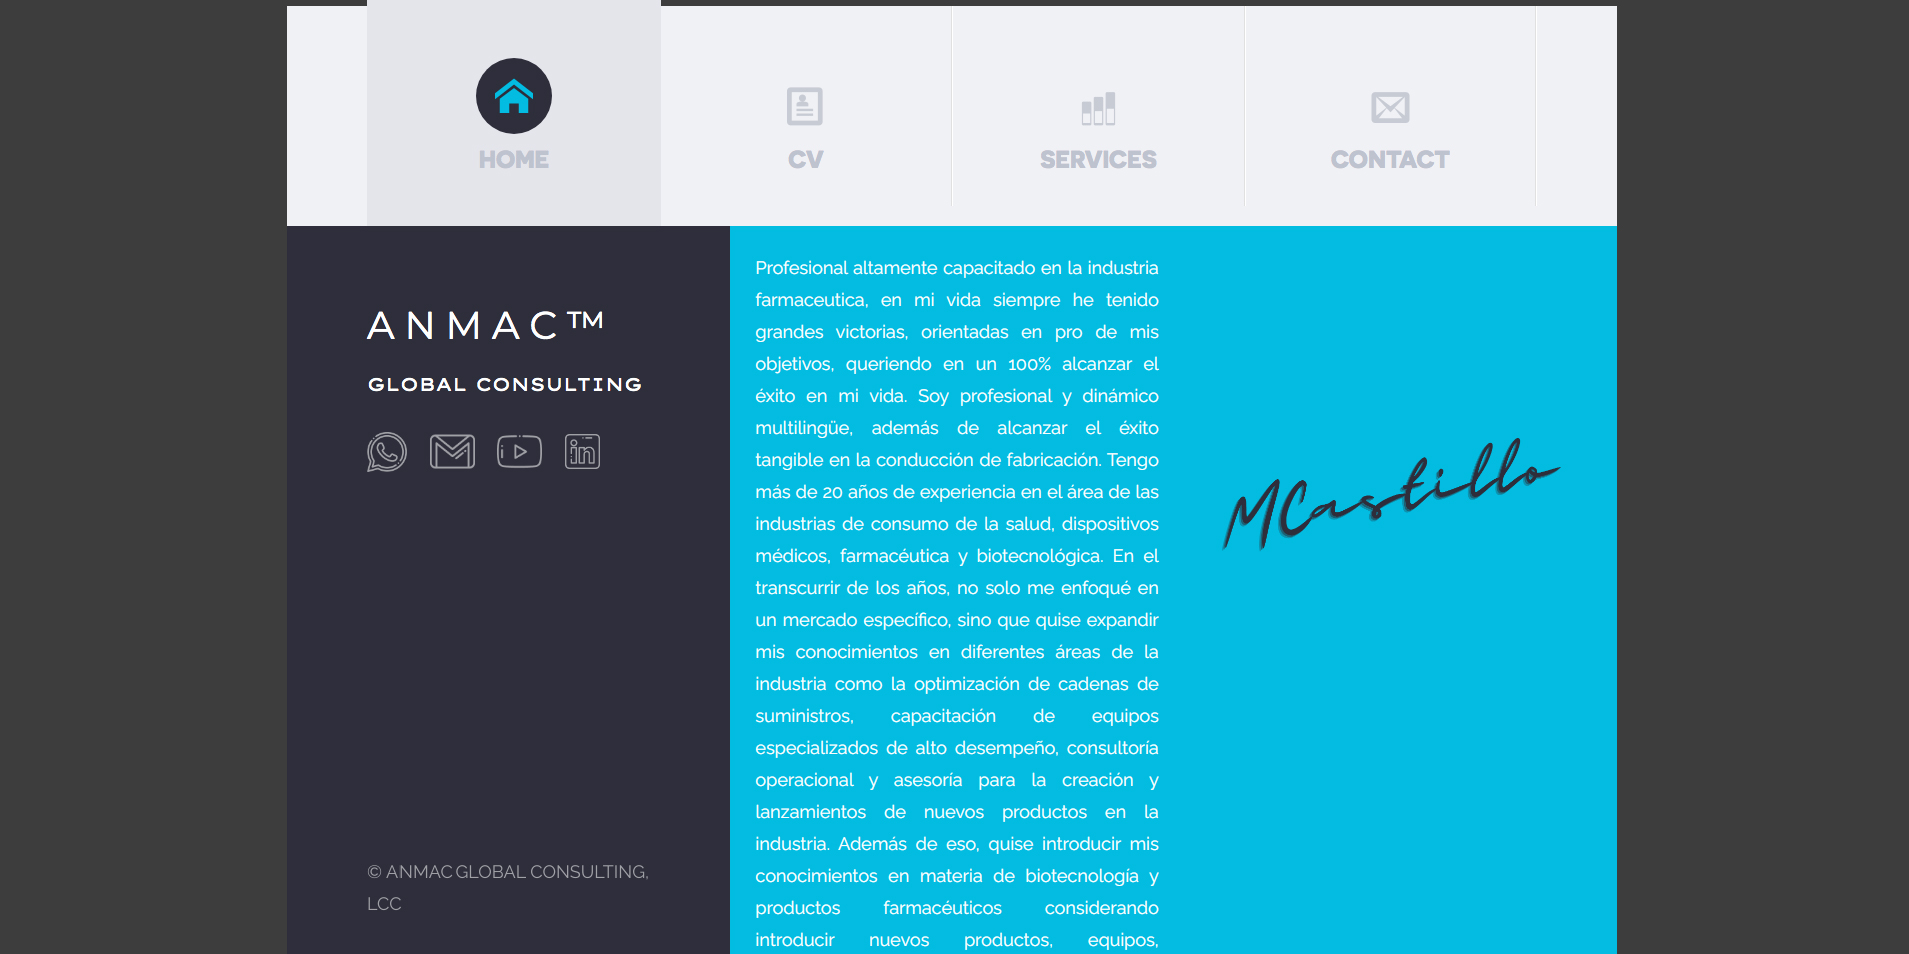 HOME
CV
SERVICES
CONTACT
ANMAC™
GLOBAL CONSULTING
in
© ANMAC GLOBAL CONSULTING,
LCC
Profesional altamente capacitado en la industria
farmaceutica, en mi vida siempre he tenido
grandes victorias, orientadas en pro de mis
objetivos, queriendo en un 100% alcanzar el
éxito en mi vida. Soy profesional y dinámico
multilingüe, además de alcanzar el éxito
tangible en la conducción de fabricación. Tengo
más de 20 años de experiencia en el área de las
industrias de consumo de la salud, dispositivos
médicos, farmacéutica y biotecnológica. En el
transcurrir de los años, no solo me enfoqué en
un mercado específico, sino que quise expandir
mis conocimientos en diferentes áreas de la
industria como la optimización de cadenas de
suministros, capacitación de equipos
especializados de alto desempeño, consultoría
operacional y asesoría para la creación y
lanzamientos de nuevos productos en la
industria. Además de eso, quise introducir mis
conocimientos en materia de biotecnología y
productos farmacéuticos considerando
introducir nuevos productos, equipos,
MCastillo